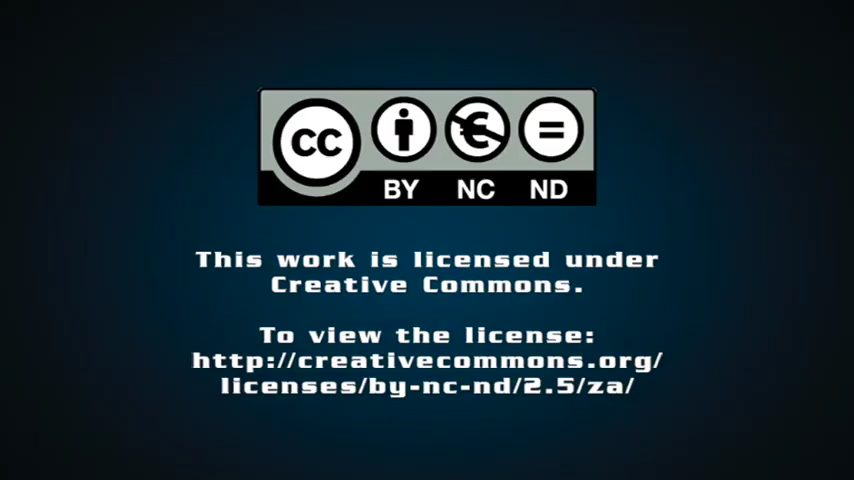 CC BY NC ND
This work is licensed under
Creative Commons.
To view the license:
http://creativecommons.org/
licenses/by-nc-nd/2.5/za/